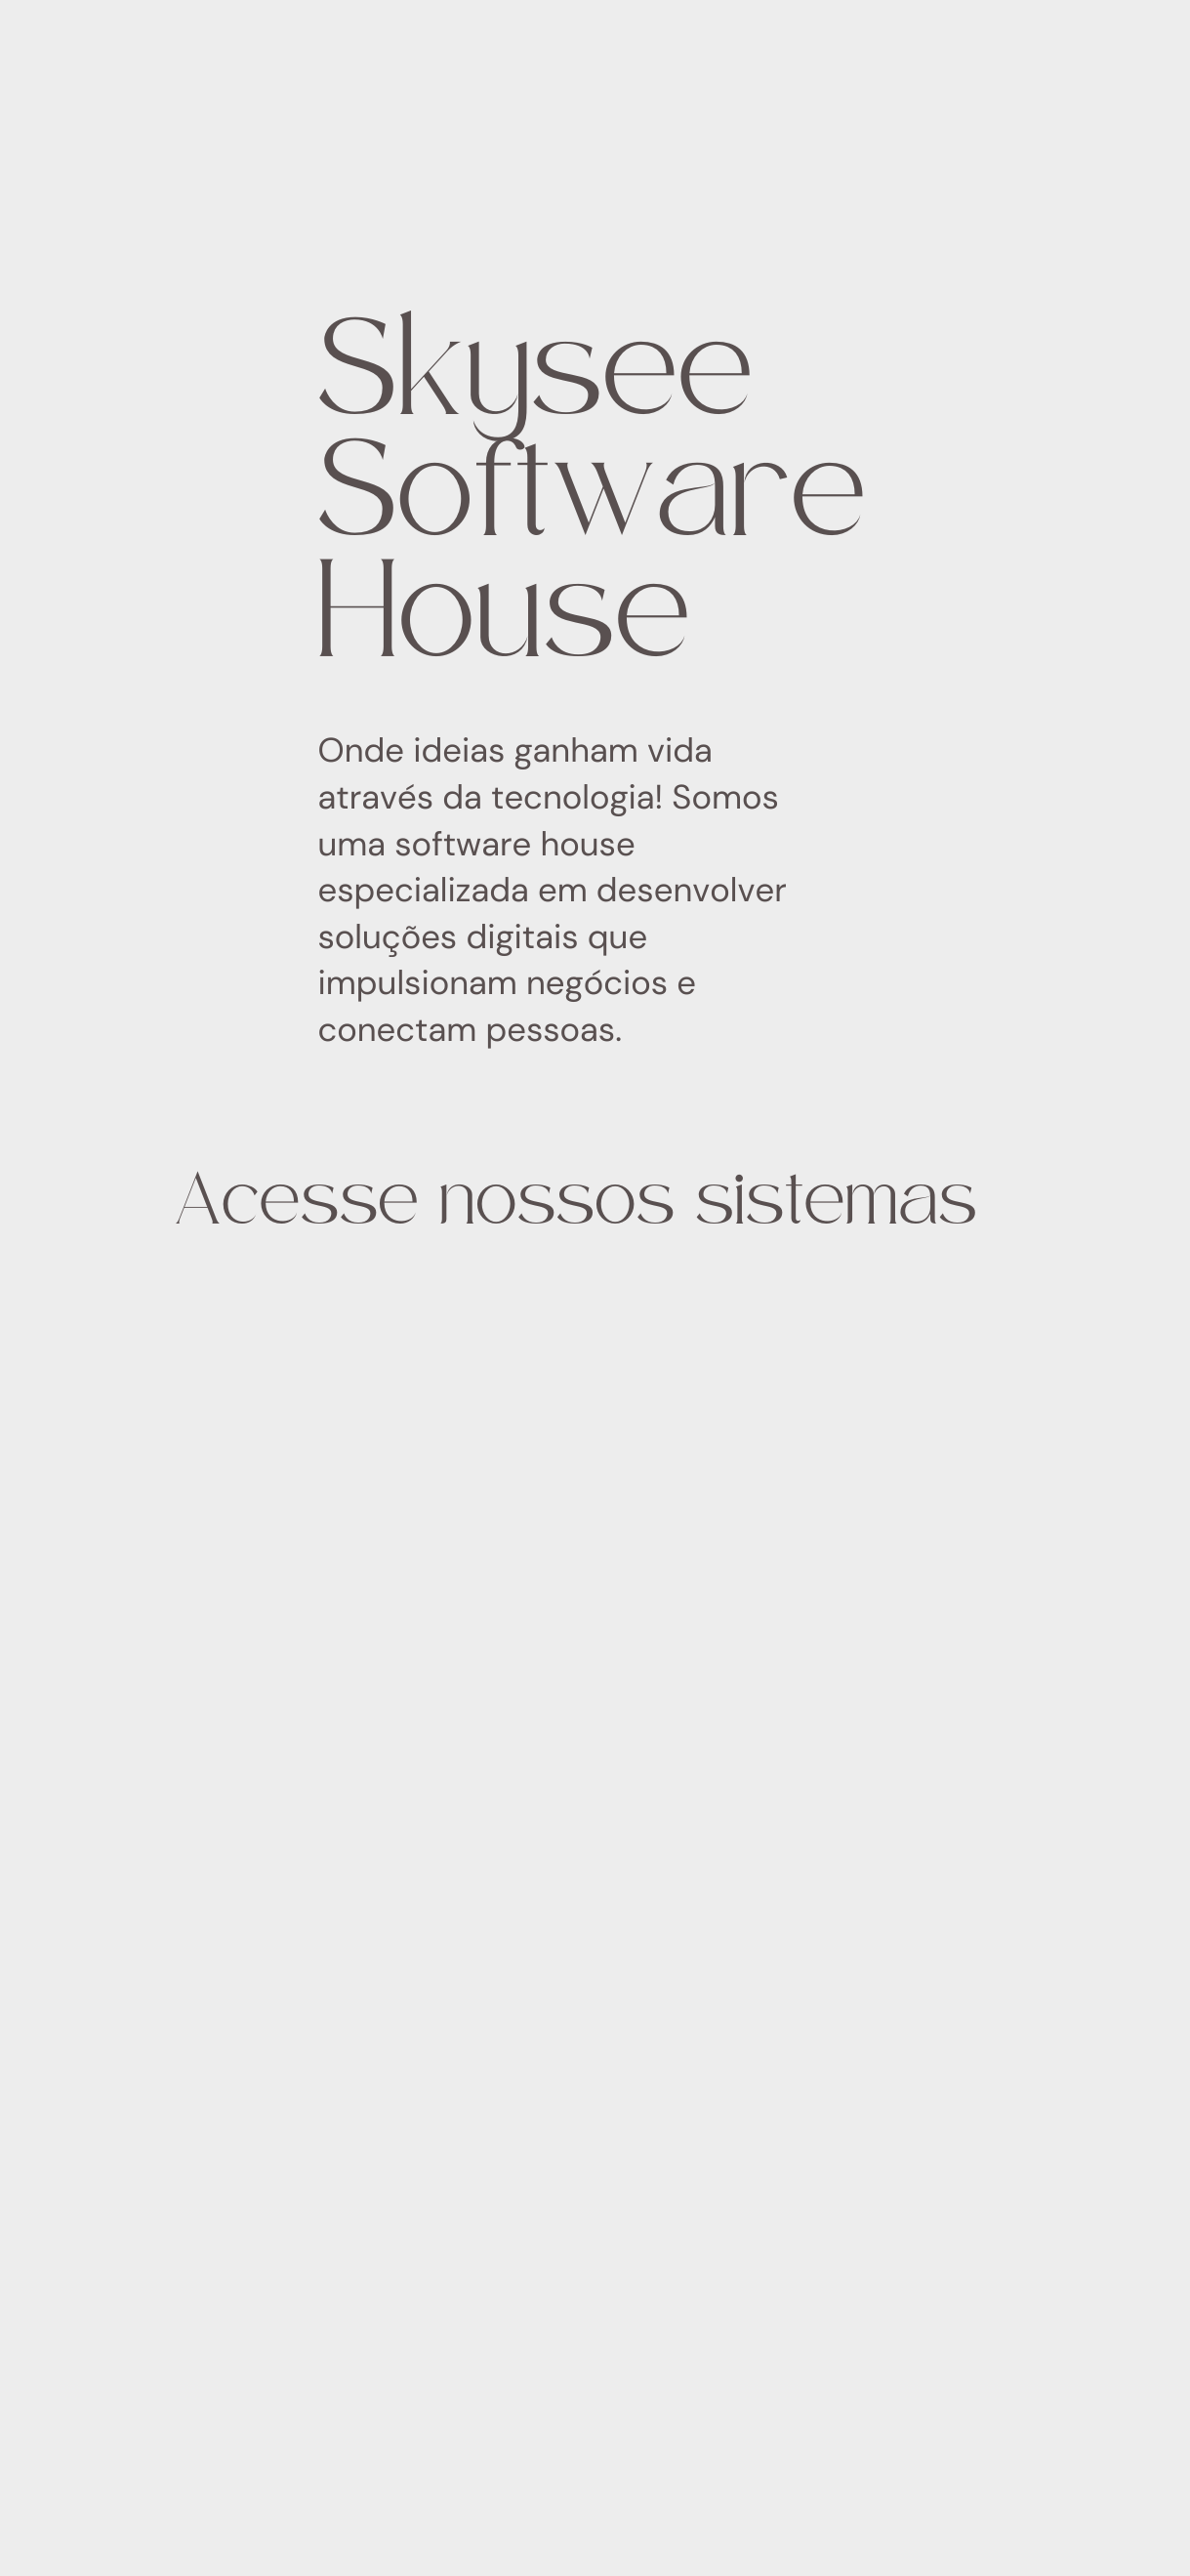 Skysee
Software
House
Onde ideias ganham vida
através da tecnologia! Somos
uma software house
especializada em desenvolver
soluções digitais que
impulsionam negócios e
conectam pessoas.
Acesse nossos sistemas